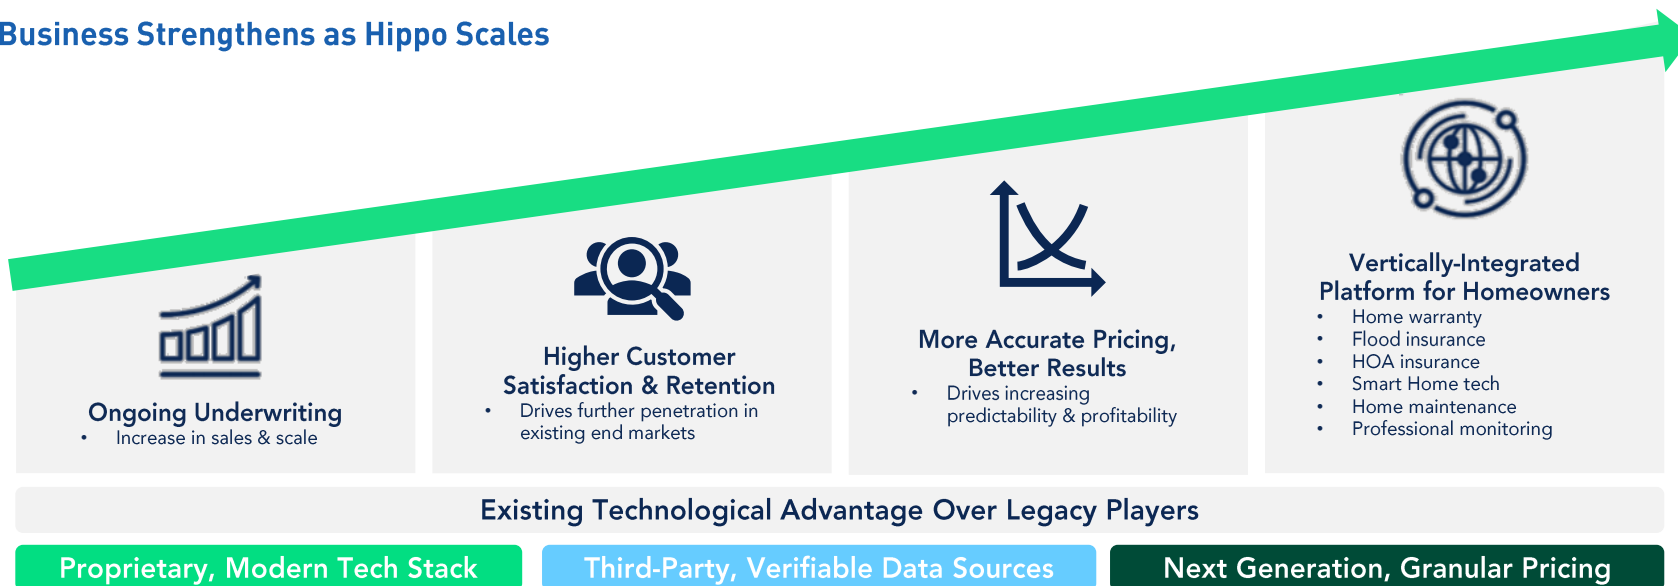 Business Strengthens as Hippo Scales
Ongoing Underwriting
• Increase in sales & scale
Higher Customer
Satisfaction & Retention
• Drives further penetration in
existing end markets
More Accurate Pricing,
Better Results
• Drives increasing
predictability & profitability
Vertically-Integrated
Platform for Homeowners
• Home warranty
• Flood insurance
• HOA insurance
• Smart Home tech
• Home maintenance
• Professional monitoring
Existing Technological Advantage Over Legacy Players
Proprietary, Modern Tech Stack
Third-Party, Verifiable Data Sources
Next Generation, Granular Pricing